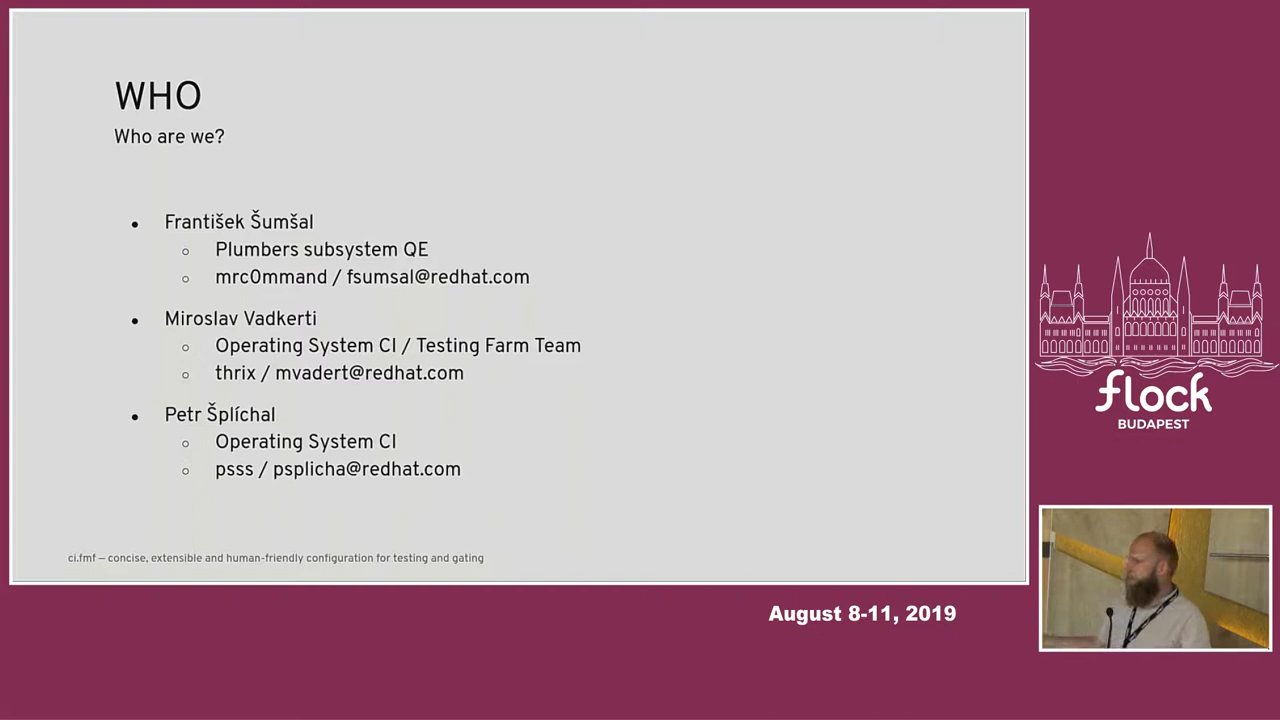 WHO
Who are we?
● František Šumšal
○ Plumbers subsystem QE
○ mrc0mmand / fsumsal@redhat.com
● Miroslav Vadkerti
○ Operating System CI / Testing Farm Team
○ thrix / mvadert@redhat.com
● Petr Šplíchal
○ Operating System CI
○ psss / psplicha@redhat.com
ci.fmf – concise, extensible and human-friendly configuration for testing and gating
flock
BUDAPEST
August 8-11, 2019